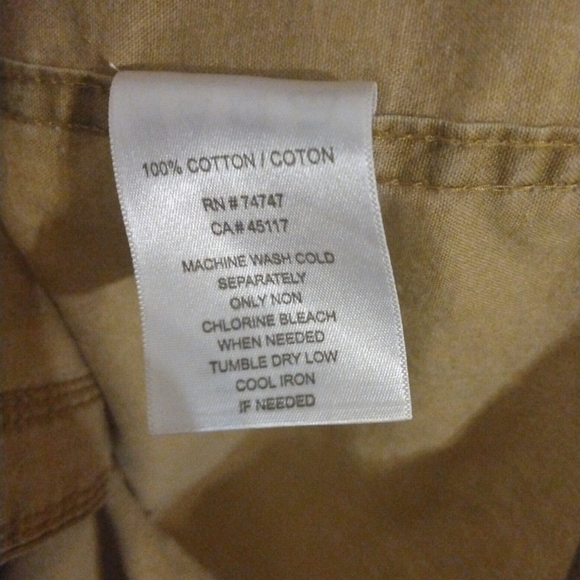 100% COTTON / COTON
RN # 74747
CA# 45117
MACHINE WASH COLD
SEPARATELY
ONLY NON
CHLORINE BLEACH
WHEN NEEDED
TUMBLE DRY LOW
COOL IRON
IF NEEDED